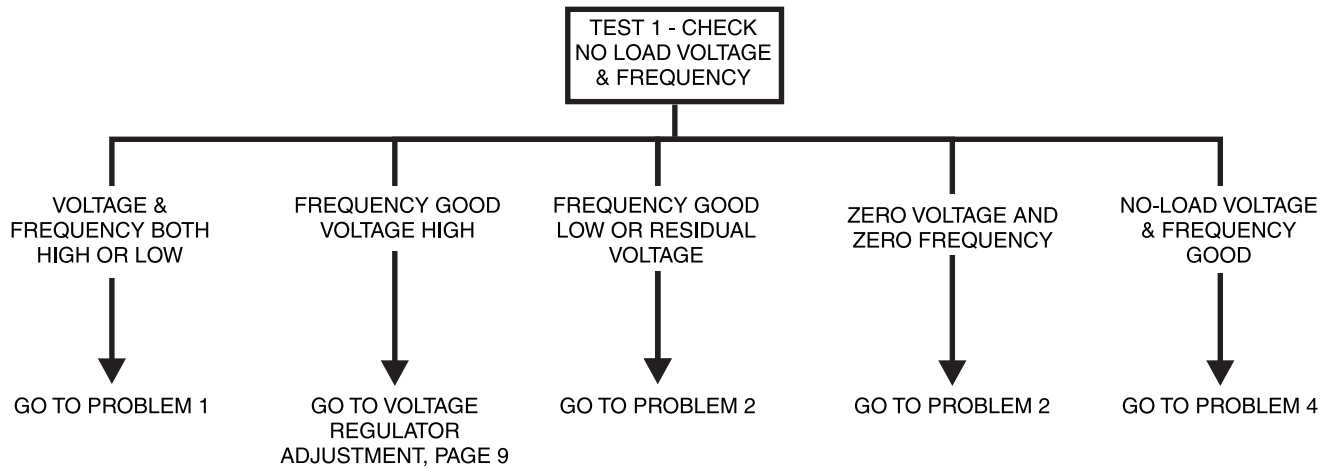 TEST 1 - CHECK
NO LOAD VOLTAGE
& FREQUENCY
VOLTAGE &
FREQUENCY BOTH
HIGH OR LOW
FREQUENCY GOOD
VOLTAGE HIGH
FREQUENCY GOOD
LOW OR RESIDUAL
VOLTAGE
ZERO VOLTAGE AND
ZERO FREQUENCY
NO-LOAD VOLTAGE
& FREQUENCY
GOOD
GO TO PROBLEM 1
GO TO VOLTAGE
REGULATOR
ADJUSTMENT, PAGE 9
GO TO PROBLEM 2
GO TO PROBLEM 2
GO TO PROBLEM 4